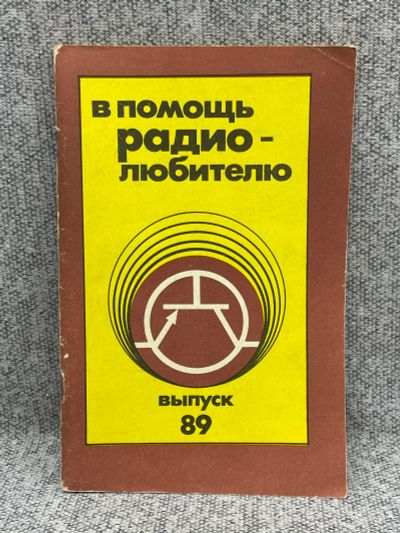 в помощь
радио-
любителю
выпуск
89